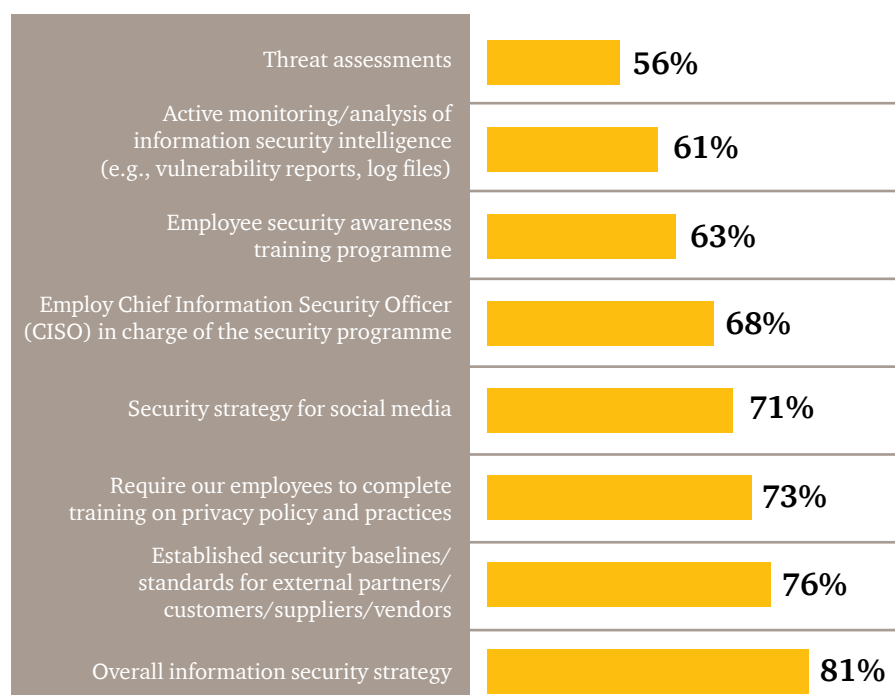 Threat assessments
56%
Active monitoring/analysis of
information security intelligence
(e.g., vulnerability reports, log files)
61%
Employee security awareness
training programme
63%
Employ Chief Information Security Officer
(CISO) in charge of the security programme
68%
Security strategy for social media
71%
Require our employees to complete
training on privacy policy and practices
73%
Established security baselines/
standards for external partners/
customers/suppliers/vendors
76%
Overall information security strategy
81%